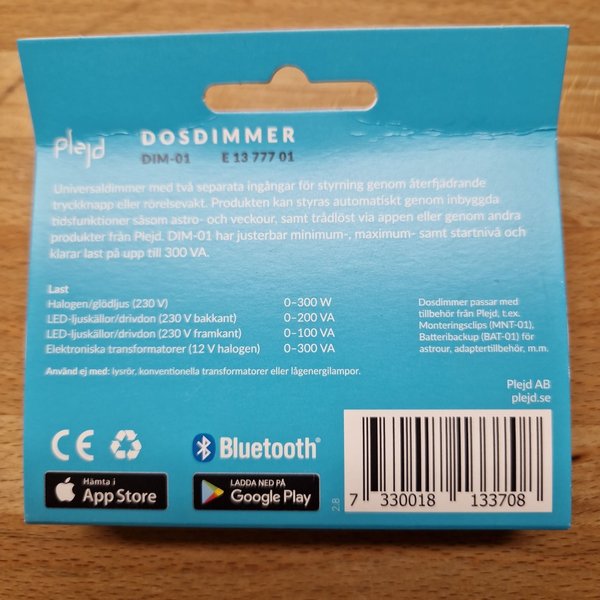 plejd
DOSDIMMER
DIM-01 E 13 777 01
Universaldimmer med två separata ingångar för styrning genom återfjädrande
tryckknapp eller rörelsevakt. Produkten kan styras automatiskt genom inbyggda
tidsfunktioner såsom astro- och veckour, samt trådlöst via appen eller genom andra
produkter från Plejd. DIM-01 har justerbar minimum-, maximum- samt startnivå och
klarar last på upp till 300 VA.
Last
Halogen/glödljus (230 V) 0–300 W
LED-ljuskällor/drivdon (230 V bakkant) 0–200 VA
LED-ljuskällor/drivdon (230 V framkant) 0–100 VA
Elektroniska transformatorer (12 V halogen) 0–300 VA
Använd ej med: lysrör, konventionella transformatorer eller lågenergilampor.
Dosdimmer passar med
tillbehör från Plejd, t.ex.
Monteringsclips (MNT-01),
Batteribackup (BAT-01) för
astrour, adaptertillbehör, m.m.
Plejd AB
plejd.se
CE
Bluetooth®
Hämta i
App Store
LADDA NED PÅ
Google Play
2.8
7 330018 133708